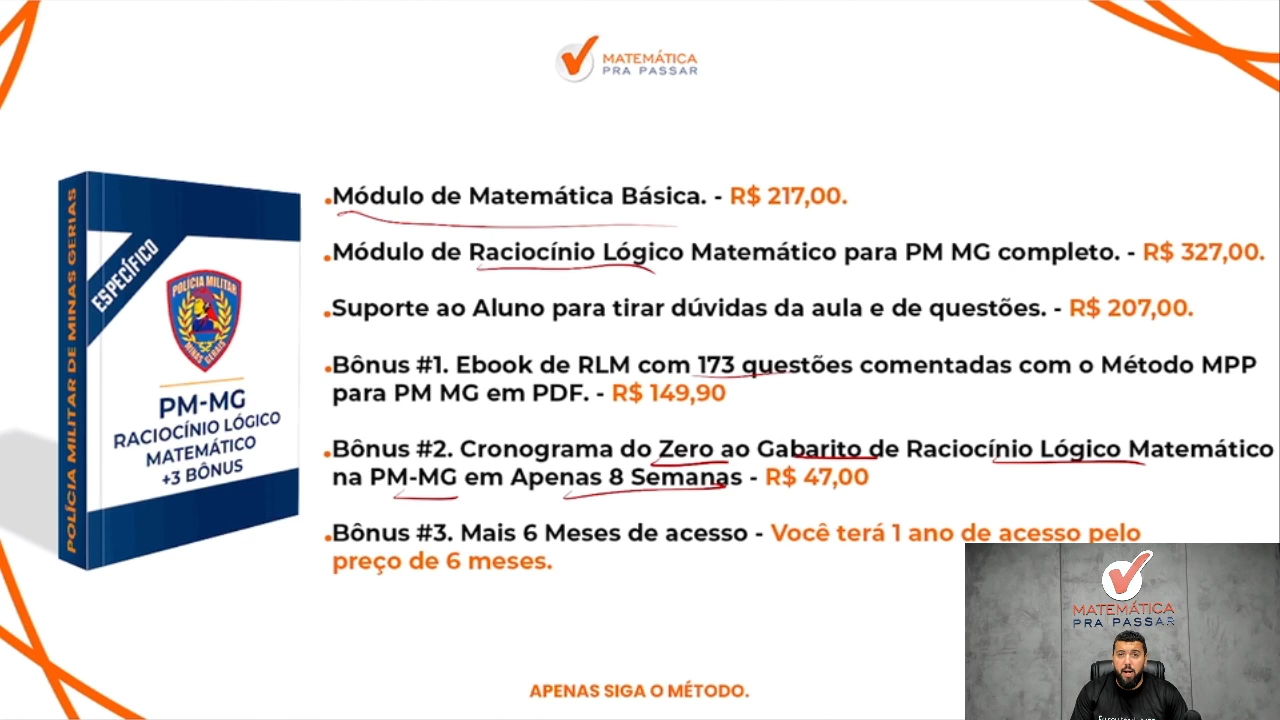 MATEMÁTICA
PRA PASSAR
POLÍCIA MILITAR DE MINAS GERIAS
ESPECÍFICO
POLÍCIA MILITAR
MINAS GERAIS
PM-MG
RACIOCÍNIO LÓGICO
MATEMÁTICO
+3 BÔNUS
•Módulo de Matemática Básica. - R$ 217,00.
•Módulo de Raciocínio Lógico Matemático para PM MG completo. - R$ 327,00.
•Suporte ao Aluno para tirar dúvidas da aula e de questões. - R$ 207,00.
•Bônus #1. Ebook de RLM com 173 questões comentadas com o Método MPP
para PM MG em PDF. - R$ 149,90
•Bônus #2. Cronograma do Zero ao Gabarito de Raciocínio Lógico Matemático
na PM-MG em Apenas 8 Semanas - R$ 47,00
•Bônus #3. Mais 6 Meses de acesso - Você terá 1 ano de acesso pelo
preço de 6 meses.
MATEMÁTICA
PRA PASSAR
APENAS SIGA O MÉTODO.